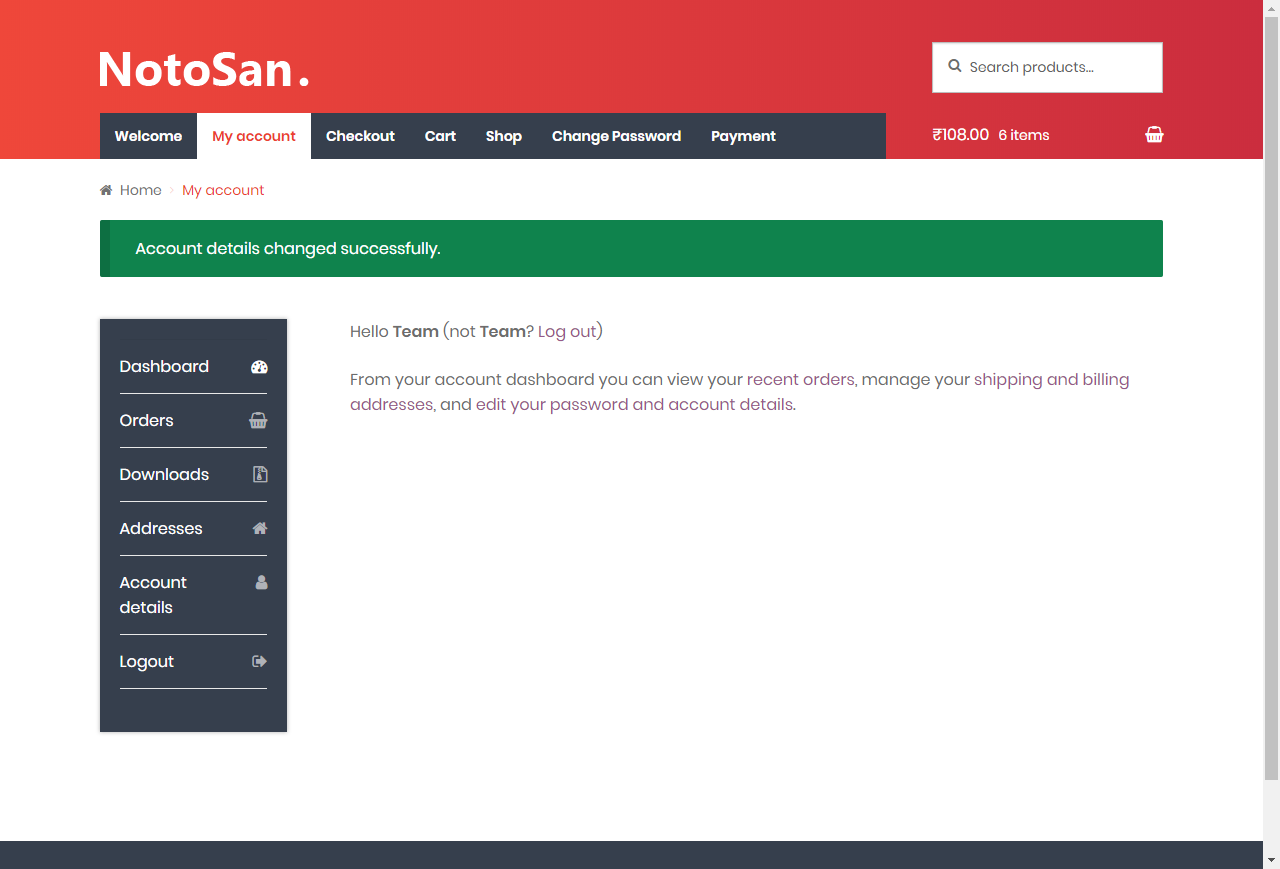 NotoSan.
Search products...
Welcome My account Checkout Cart Shop Change Password Payment
₹108.00 6 items
Home My account
Account details changed successfully.
Dashboard
Orders
Downloads
Addresses
Account
details
Logout
Hello Team (not Team? Log out)
From your account dashboard you can view your recent orders, manage your shipping and billing
addresses, and edit your password and account details.